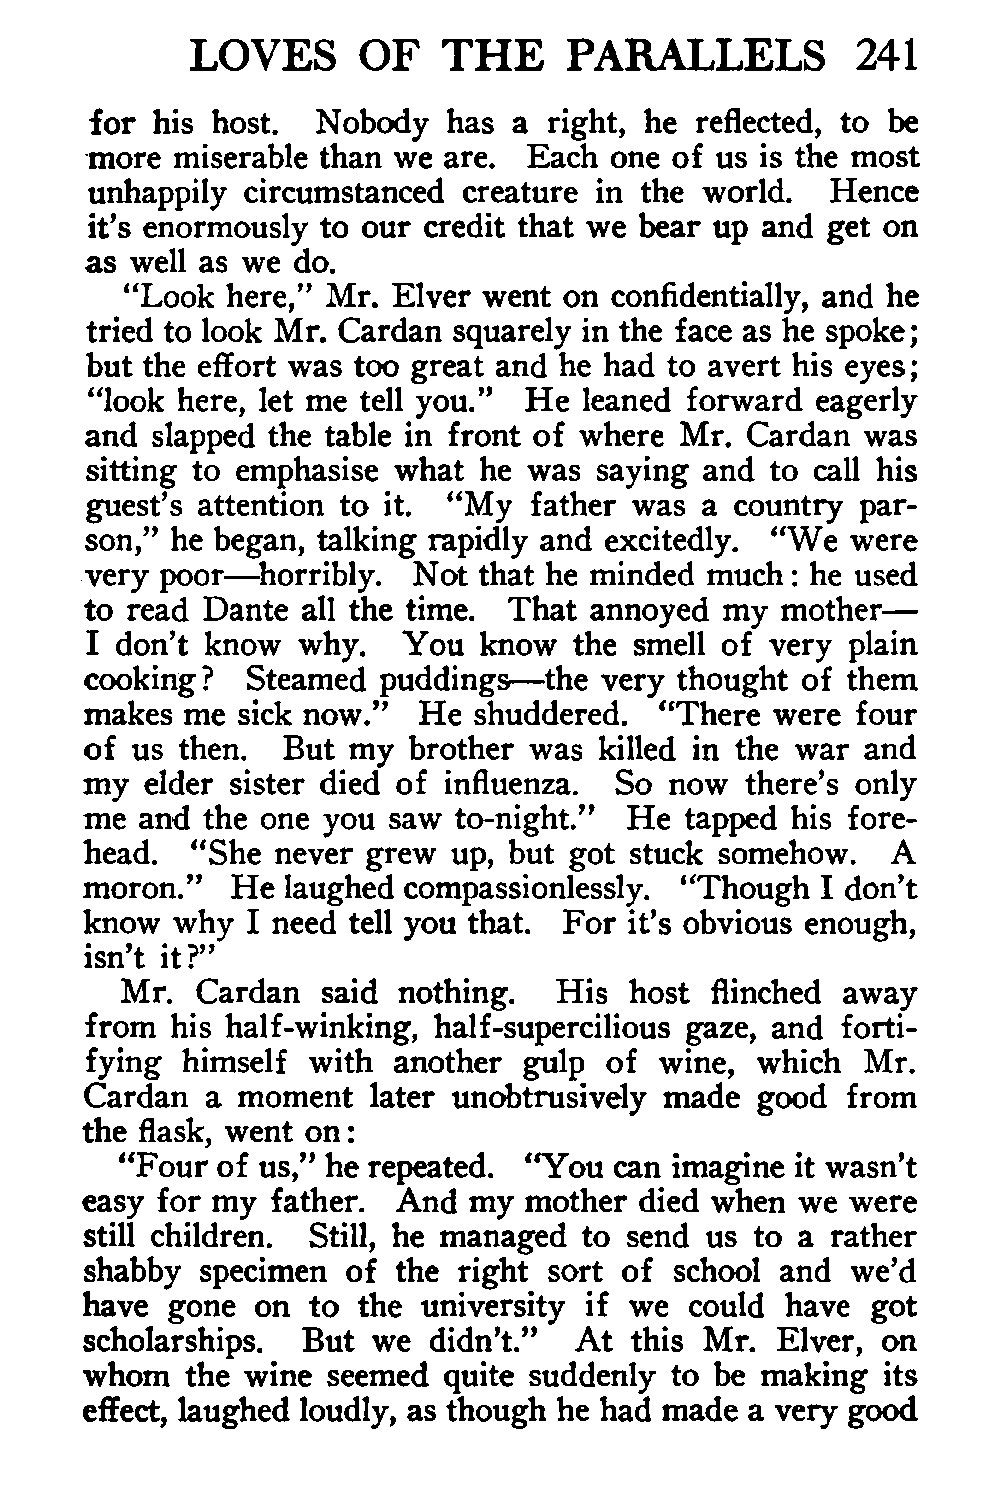 LOVES OF THE PARALLELS 241
for his host. Nobody has a right, he reflected, to be
more miserable than we are. Each one of us is the most
unhappily circumstanced creature in the world. Hence
it's enormously to our credit that we bear up and get on
as well as we do.
"Look here," Mr. Elver went on confidentially, and he
tried to look Mr. Cardan squarely in the face as he spoke;
but the effort was too great and he had to avert his eyes;
"look here, let me tell you." He leaned forward eagerly
and slapped the table in front of where Mr. Cardan was
sitting to emphasise what he was saying and to call his
guest's attention to it. "My father was a country par-
son," he began, talking rapidly and excitedly. "We were
very poor—horribly. Not that he minded much: he used
to read Dante all the time. That annoyed my mother—
I don't know why. You know the smell of very plain
cooking? Steamed puddings—the very thought of them
makes me sick now." He shuddered. "There were four
of us then. But my brother was killed in the war and
my elder sister died of influenza. So now there's only
me and the one you saw to-night." He tapped his fore-
head. "She never grew up, but got stuck somehow. A
moron." He laughed compassionlessly. "Though I don't
know why I need tell you that. For it's obvious enough,
isn't it?"
Mr. Cardan said nothing. His host flinched away
from his half-winking, half-supercilious gaze, and forti-
fying himself with another gulp of wine, which Mr.
Cardan a moment later unobtrusively made good from
the flask, went on:
"Four of us," he repeated. "You can imagine it wasn't
easy for my father. And my mother died when we were
still children. Still, he managed to send us to a rather
shabby specimen of the right sort of school and we'd
have gone on to the university if we could have got
scholarships. But we didn't." At this Mr. Elver, on
whom the wine seemed quite suddenly to be making its
effect, laughed loudly, as though he had made a very good